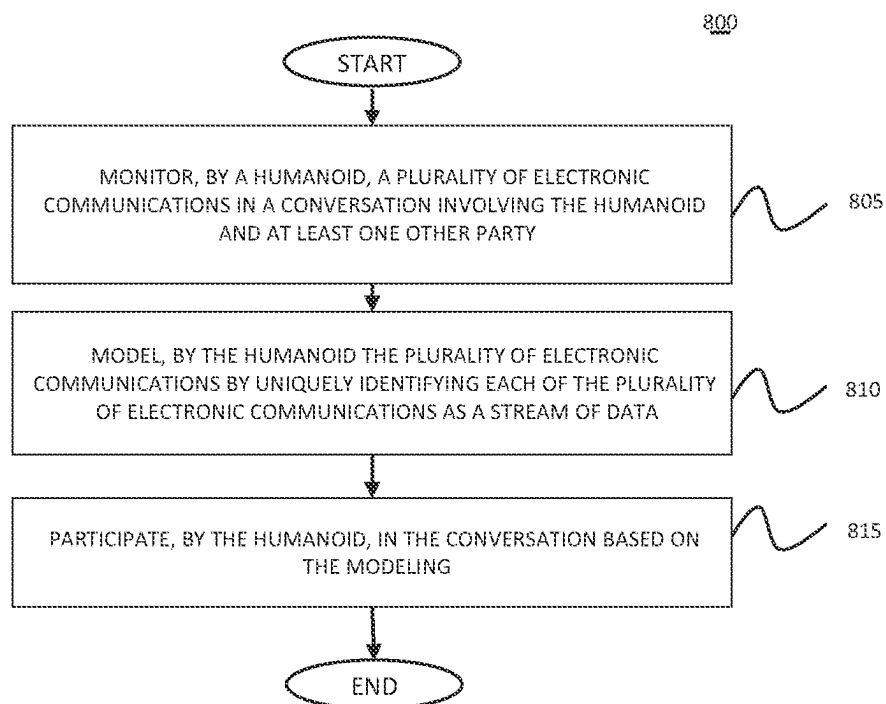 800
START
MONITOR, BY A HUMANOID, A PLURALITY OF ELECTRONIC
COMMUNICATIONS IN A CONVERSATION INVOLVING THE HUMANOID
AND AT LEAST ONE OTHER PARTY
805
MODEL, BY THE HUMANOID THE PLURALITY OF ELECTRONIC
COMMUNICATIONS BY UNIQUELY IDENTIFYING EACH OF THE PLURALITY
OF ELECTRONIC COMMUNICATIONS AS A STREAM OF DATA
810
PARTICIPATE, BY THE HUMANOID, IN THE CONVERSATION BASED ON
THE MODELING
815
END